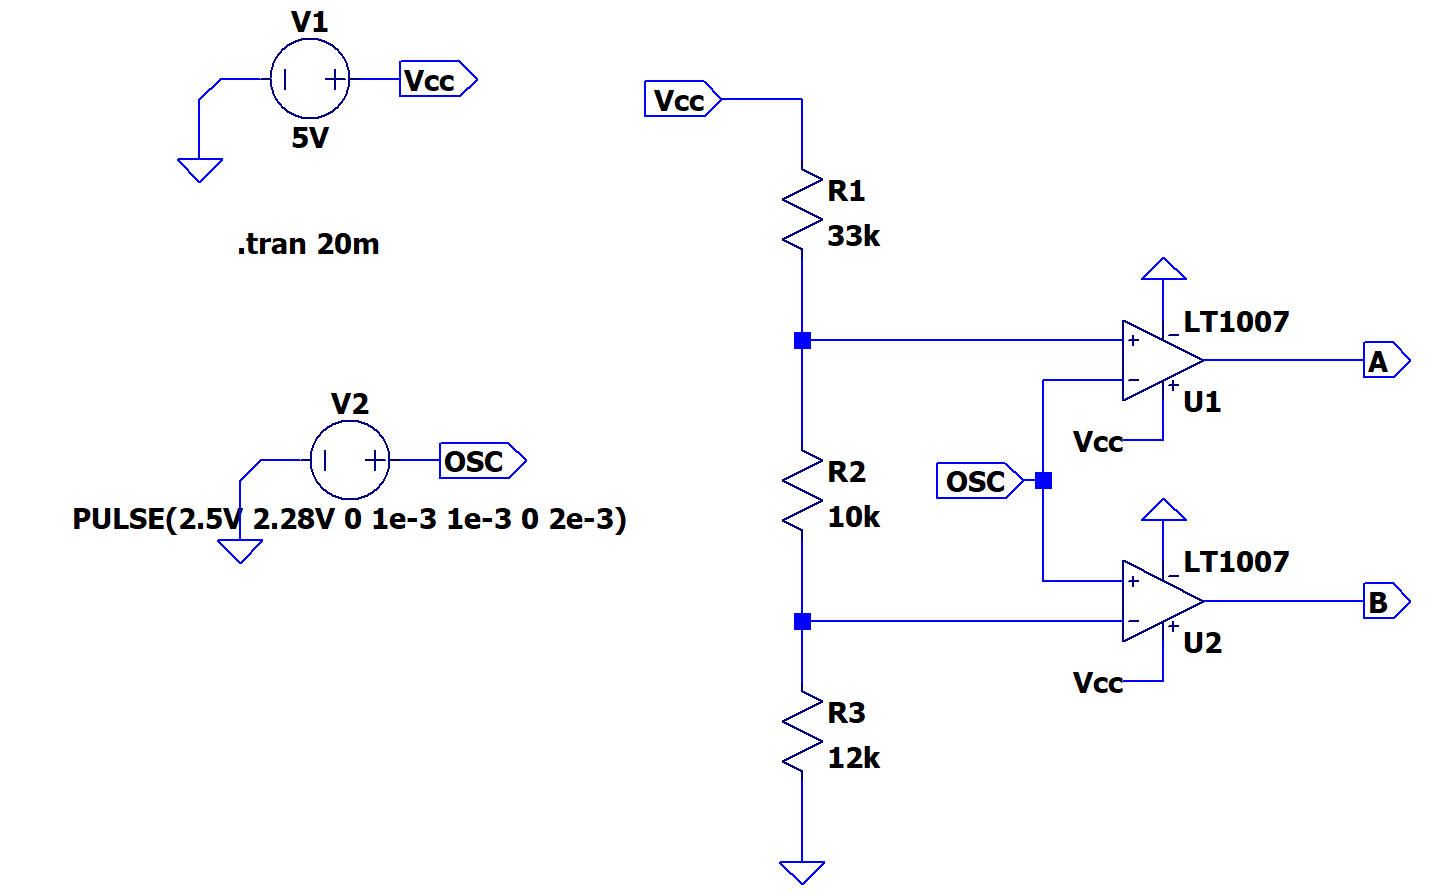 V1
Vcc
5V
.tran 20m
V2
OSC
PULSE(2.5V 2.28V 0 1e-3 1e-3 0 2e-3)
Vcc
R1
33k
R2
10k
R3
12k
OSC
LT1007
U1
Vcc
A
LT1007
U2
Vcc
B